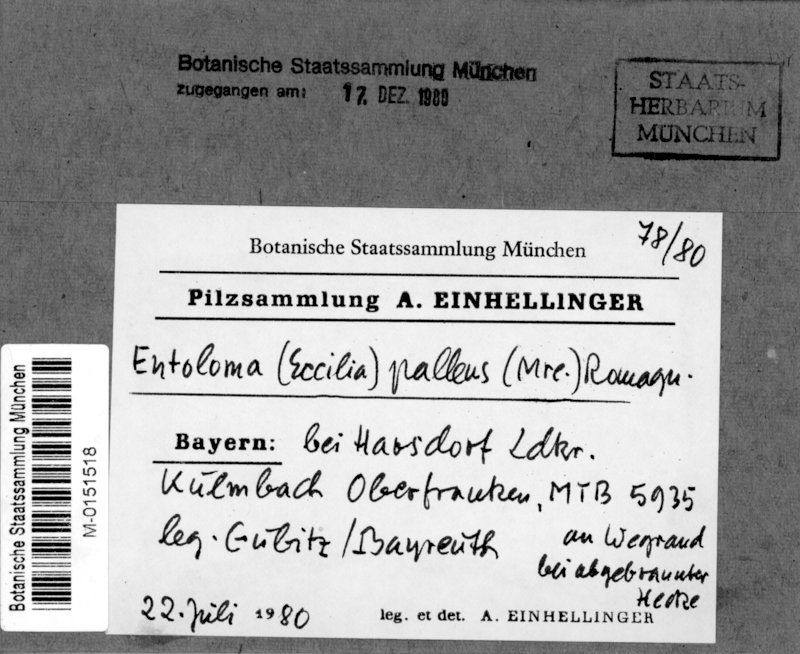 Botanische Staatssammlung München
zugegangen am: 17. DEZ. 1980
STAATS-
HERBARIUM
MÜNCHEN
Botanische Staatssammlung München
78/80
Pilzsammlung A. EINHELLINGER
Entoloma (Eccilia) pallens (Mre.) Romagn.
Bayern: bei Harsdorf Ldkr.
Kulmbach Oberfranken, MTB 5935
leg. Gubitz/Bayreuth an Wegrand
bei abgebrannter
Hecke
22. Juli 1980 leg. et det. A. EINHELLINGER
Botanische Staatssammlung München
M-0151518